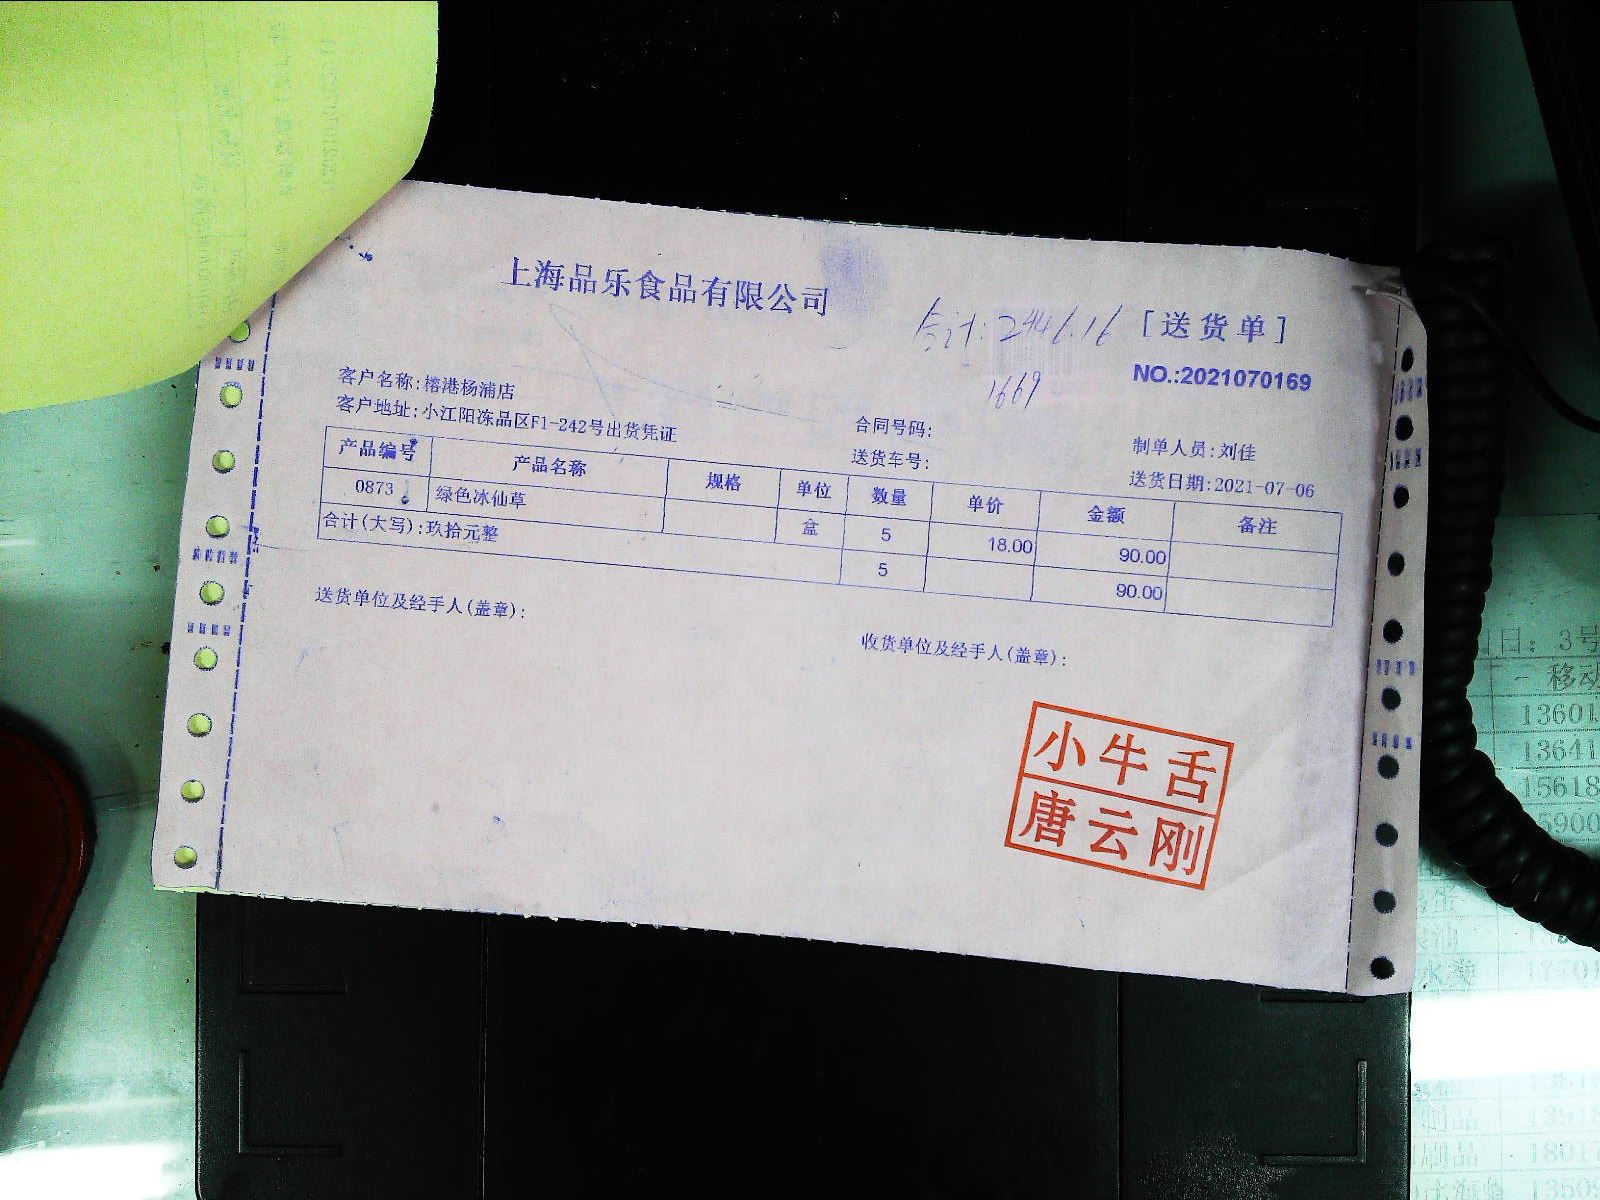 上海品乐食品有限公司
合计:2446.16
[送货单]
1669
NO.:2021070169
客户名称:榕港杨浦店
客户地址:小江阳冻品区F1-242号出货凭证
合同号码:
送货车号:
制单人员:刘佳
送货日期:2021-07-06
产品编号 产品名称 规格 单位 数量 单价 金额 备注
0873 绿色冰仙草 盒 5 18.00 90.00
合计(大写):玖拾元整 5 90.00
送货单位及经手人(盖章):
收货单位及经手人(盖章):
小牛舌
唐云刚
日: 3号
13601
13641
15618
5900